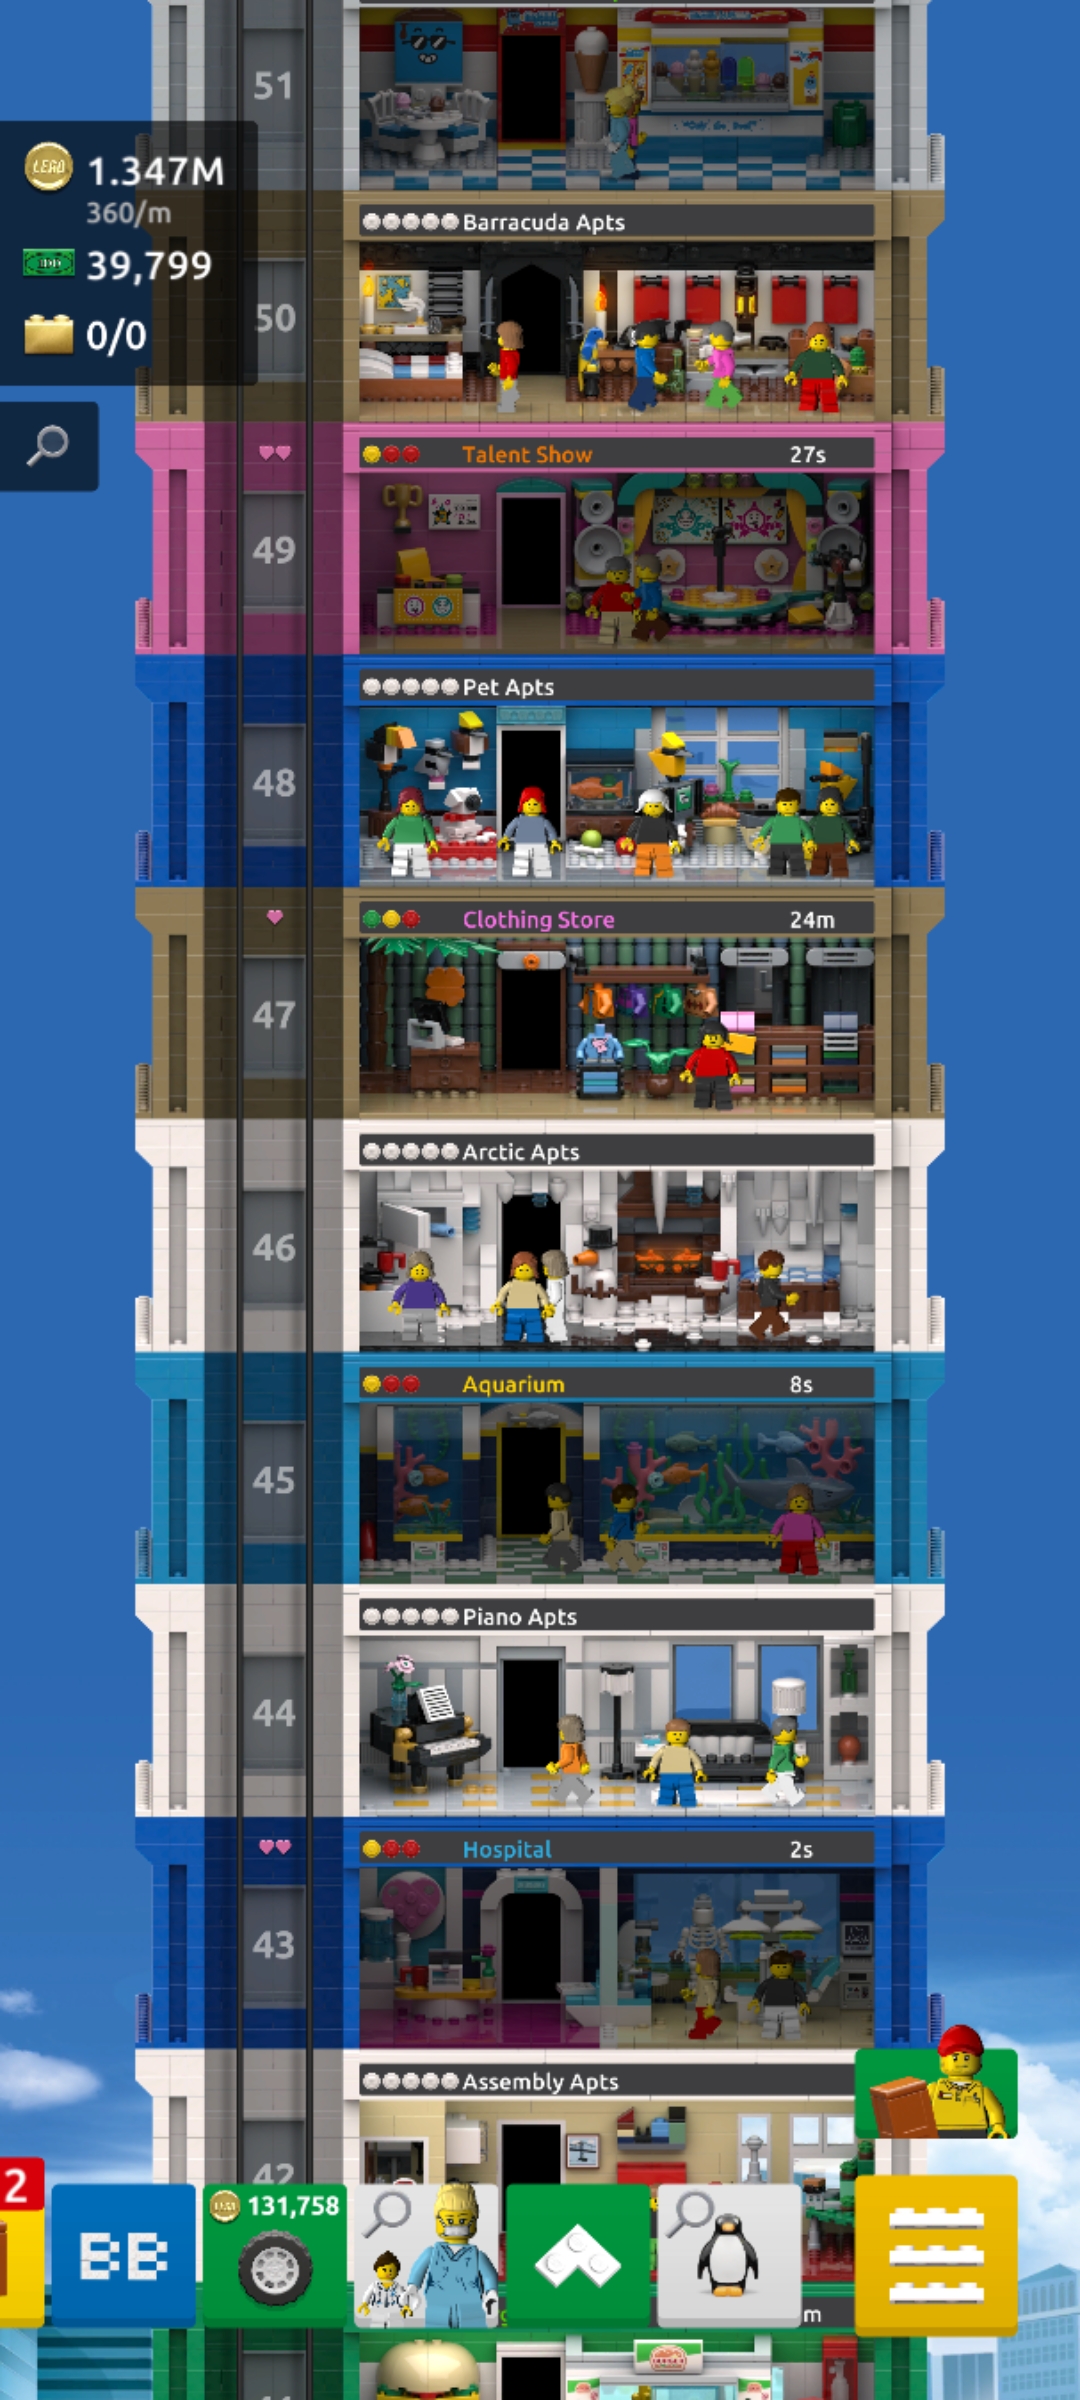 51
1.347M
360/m
39,799
0/0
Barracuda Apts
50
Talent Show 27s
49
Pet Apts
48
Clothing Store 24m
47
Arctic Apts
46
Aquarium 8s
45
Piano Apts
44
Hospital 2s
43
Assembly Apts
42
2
BB
131,758
m